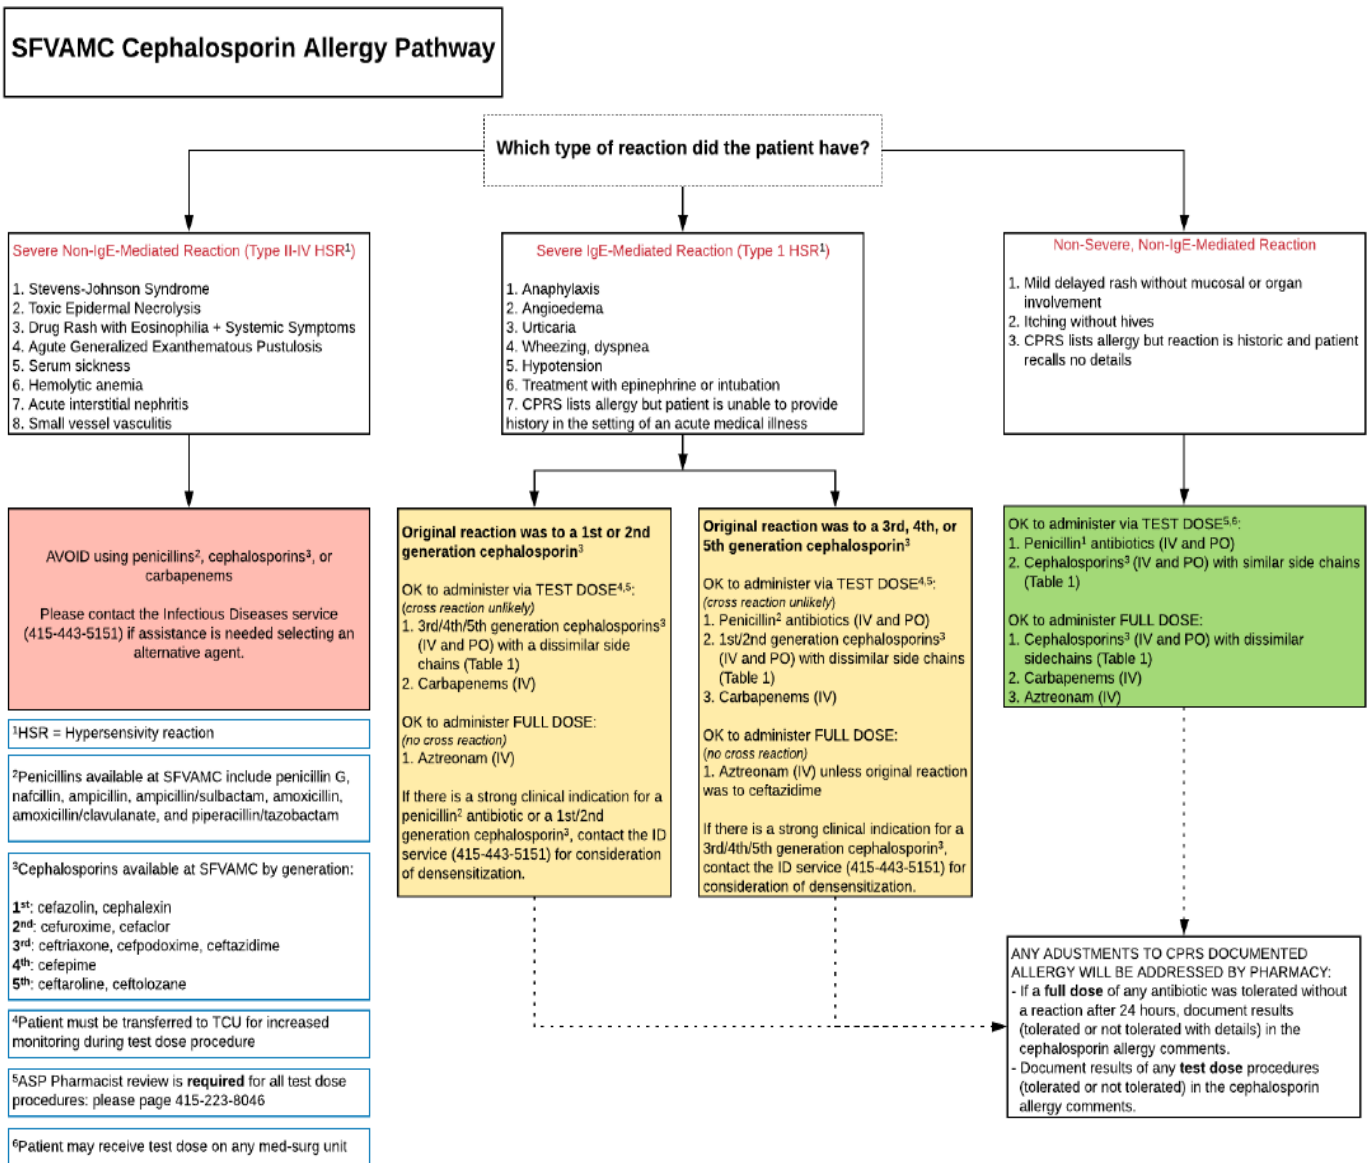 SFVAMC Cephalosporin Allergy Pathway
Which type of reaction did the patient have?
Severe Non-IgE-Mediated Reaction (Type II-IV HSR¹)
1. Stevens-Johnson Syndrome
2. Toxic Epidermal Necrolysis
3. Drug Rash with Eosinophilia + Systemic Symptoms
4. Agute Generalized Exanthematous Pustulosis
5. Serum sickness
6. Hemolytic anemia
7. Acute interstitial nephritis
8. Small vessel vasculitis
Severe IgE-Mediated Reaction (Type 1 HSR¹)
1. Anaphylaxis
2. Angioedema
3. Urticaria
4. Wheezing, dyspnea
5. Hypotension
6. Treatment with epinephrine or intubation
7. CPRS lists allergy but patient is unable to provide
history in the setting of an acute medical illness
Non-Severe, Non-IgE-Mediated Reaction
1. Mild delayed rash without mucosal or organ
involvement
2. Itching without hives
3. CPRS lists allergy but reaction is historic and patient
recalls no details
AVOID using penicillins², cephalosporins³, or
carbapenems
Please contact the Infectious Diseases service
(415-443-5151) if assistance is needed selecting an
alternative agent.
Original reaction was to a 1st or 2nd
generation cephalosporin³
OK to administer via TEST DOSE⁴,⁵:
(cross reaction unlikely)
1. 3rd/4th/5th generation cephalosporins³
(IV and PO) with a dissimilar side
chains (Table 1)
2. Carbapenems (IV)
OK to administer FULL DOSE:
(no cross reaction)
1. Aztreonam (IV)
If there is a strong clinical indication for a
penicillin² antibiotic or a 1st/2nd
generation cephalosporin³, contact the ID
service (415-443-5151) for consideration
of densensitization.
Original reaction was to a 3rd, 4th, or
5th generation cephalosporin³
OK to administer via TEST DOSE⁴,⁵:
(cross reaction unlikely)
1. Penicillin² antibiotics (IV and PO)
2. 1st/2nd generation cephalosporins³
(IV and PO) with dissimilar side chains
(Table 1)
3. Carbapenems (IV)
OK to administer FULL DOSE:
(no cross reaction)
1. Aztreonam (IV) unless original reaction
was to ceftazidime
If there is a strong clinical indication for a
3rd/4th/5th generation cephalosporin³,
contact the ID service (415-443-5151) for
consideration of densensitization.
OK to administer via TEST DOSE⁵,⁶:
1. Penicillin¹ antibiotics (IV and PO)
2. Cephalosporins³ (IV and PO) with similar side chains
(Table 1)
OK to administer FULL DOSE:
1. Cephalosporins³ (IV and PO) with dissimilar
sidechains (Table 1)
2. Carbapenems (IV)
3. Aztreonam (IV)
¹HSR = Hypersensivity reaction
²Penicillins available at SFVAMC include penicillin G,
nafcillin, ampicillin, ampicillin/sulbactam, amoxicillin,
amoxicillin/clavulanate, and piperacillin/tazobactam
³Cephalosporins available at SFVAMC by generation:
1ˢᵗ: cefazolin, cephalexin
2ⁿᵈ: cefuroxime, cefaclor
3ʳᵈ: ceftriaxone, cefpodoxime, ceftazidime
4ᵗʰ: cefepime
5ᵗʰ: ceftaroline, ceftolozane
⁴Patient must be transferred to TCU for increased
monitoring during test dose procedure
⁵ASP Pharmacist review is required for all test dose
procedures: please page 415-223-8046
⁶Patient may receive test dose on any med-surg unit
ANY ADUSTMENTS TO CPRS DOCUMENTED
ALLERGY WILL BE ADDRESSED BY PHARMACY:
- If a full dose of any antibiotic was tolerated without
a reaction after 24 hours, document results
(tolerated or not tolerated with details) in the
cephalosporin allergy comments.
- Document results of any test dose procedures
(tolerated or not tolerated) in the cephalosporin
allergy comments.